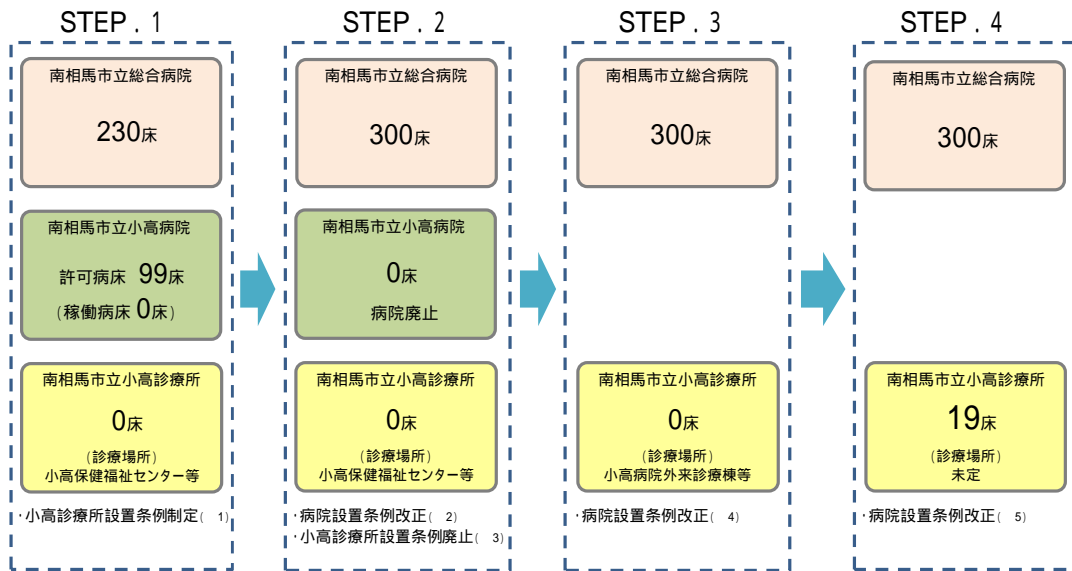 STEP．1
南相馬市立総合病院
230床
南相馬市立小高病院
許可病床 99床
(稼働病床 0床)
南相馬市立小高診療所
0床
(診療場所)
小高保健福祉センター等
・小高診療所設置条例制定( 1)
STEP．2
南相馬市立総合病院
300床
南相馬市立小高病院
0床
病院廃止
南相馬市立小高診療所
0床
(診療場所)
小高保健福祉センター等
・病院設置条例改正( 2)
・小高診療所設置条例廃止( 3)
STEP．3
南相馬市立総合病院
300床
南相馬市立小高診療所
0床
(診療場所)
小高病院外来診療棟等
・病院設置条例改正( 4)
STEP．4
南相馬市立総合病院
300床
南相馬市立小高診療所
19床
(診療場所)
未定
・病院設置条例改正( 5)